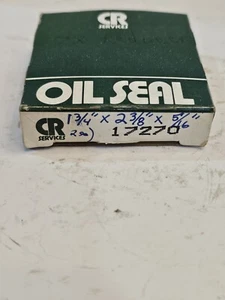 CR
SERVICES
OIL SEAL
CR
SERVICES
1 3/4" x 2 3/8" x 5/16"
17270